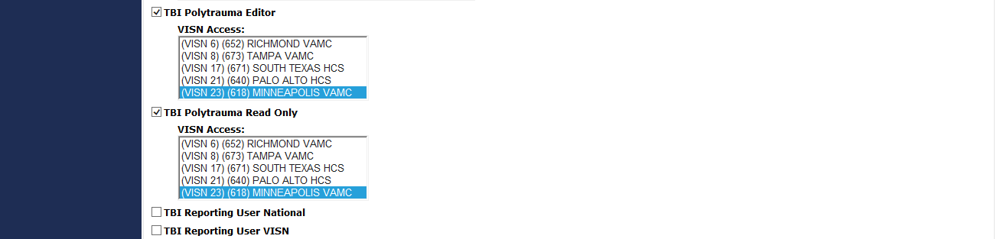 TBI Polytrauma Editor
VISN Access:
(VISN 6) (652) RICHMOND VAMC
(VISN 8) (673) TAMPA VAMC
(VISN 17) (671) SOUTH TEXAS HCS
(VISN 21) (640) PALO ALTO HCS
(VISN 23) (618) MINNEAPOLIS VAMC
TBI Polytrauma Read Only
VISN Access:
(VISN 6) (652) RICHMOND VAMC
(VISN 8) (673) TAMPA VAMC
(VISN 17) (671) SOUTH TEXAS HCS
(VISN 21) (640) PALO ALTO HCS
(VISN 23) (618) MINNEAPOLIS VAMC
TBI Reporting User National
TBI Reporting User VISN